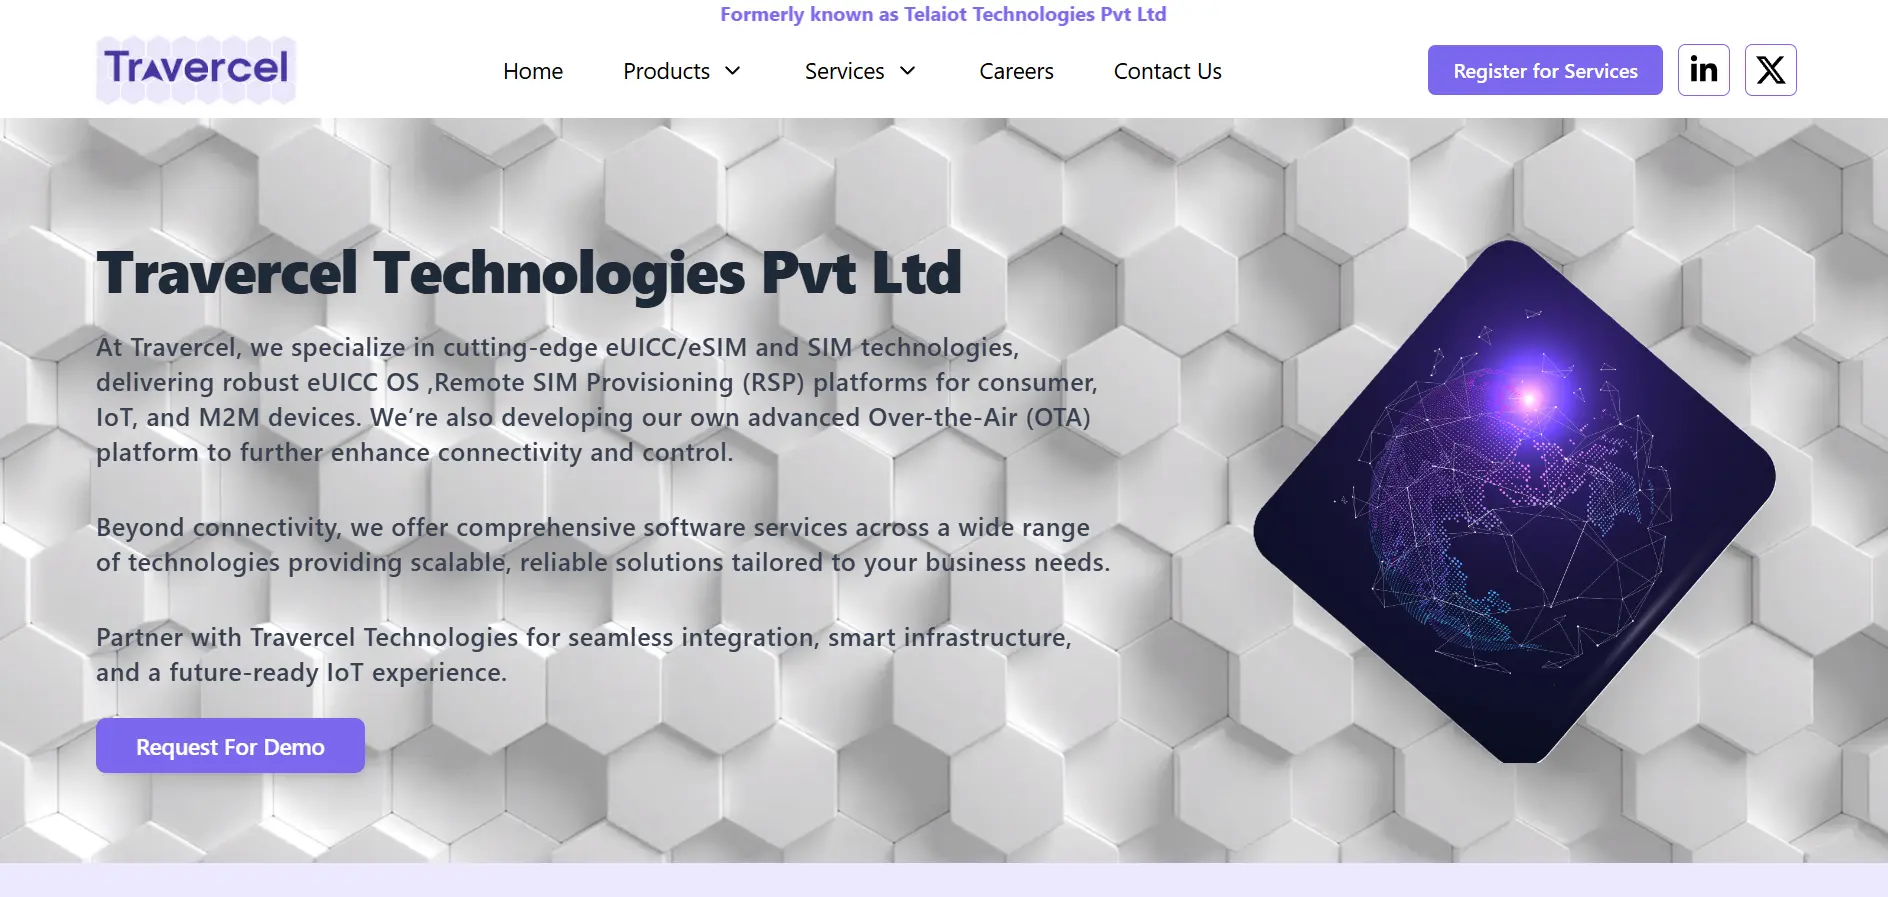 Formerly known as Telaiot Technologies Pvt Ltd
Travercel
Home
Products
Services
Careers
Contact Us
Register for Services
in
X
Travercel Technologies Pvt Ltd
At Travercel, we specialize in cutting-edge eUICC/eSIM and SIM technologies,
delivering robust eUICC OS ,Remote SIM Provisioning (RSP) platforms for consumer,
IoT, and M2M devices. We’re also developing our own advanced Over-the-Air (OTA)
platform to further enhance connectivity and control.
Beyond connectivity, we offer comprehensive software services across a wide range
of technologies providing scalable, reliable solutions tailored to your business needs.
Partner with Travercel Technologies for seamless integration, smart infrastructure,
and a future-ready IoT experience.
Request For Demo